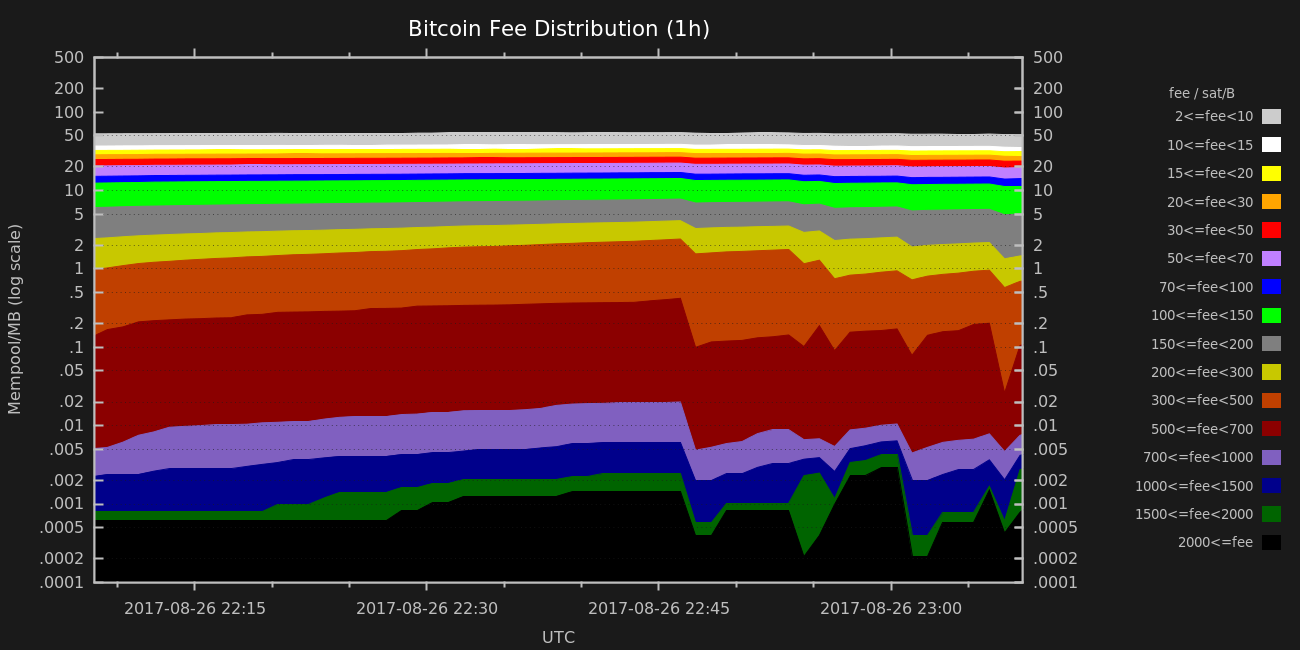 Bitcoin Fee Distribution (1h)
500 500
200 200
100 100
50 50
20 20
10 10
5 5
2 2
1 1
.5 .5
.2 .2
.1 .1
.05 .05
.02 .02
.01 .01
.005 .005
.002 .002
.001 .001
.0005 .0005
.0002 .0002
.0001 .0001
Mempool/MB (log scale)
2017-08-26 22:15 2017-08-26 22:30 2017-08-26 22:45 2017-08-26 23:00
UTC
fee / sat/B
2<=fee<10
10<=fee<15
15<=fee<20
20<=fee<30
30<=fee<50
50<=fee<70
70<=fee<100
100<=fee<150
150<=fee<200
200<=fee<300
300<=fee<500
500<=fee<700
700<=fee<1000
1000<=fee<1500
1500<=fee<2000
2000<=fee